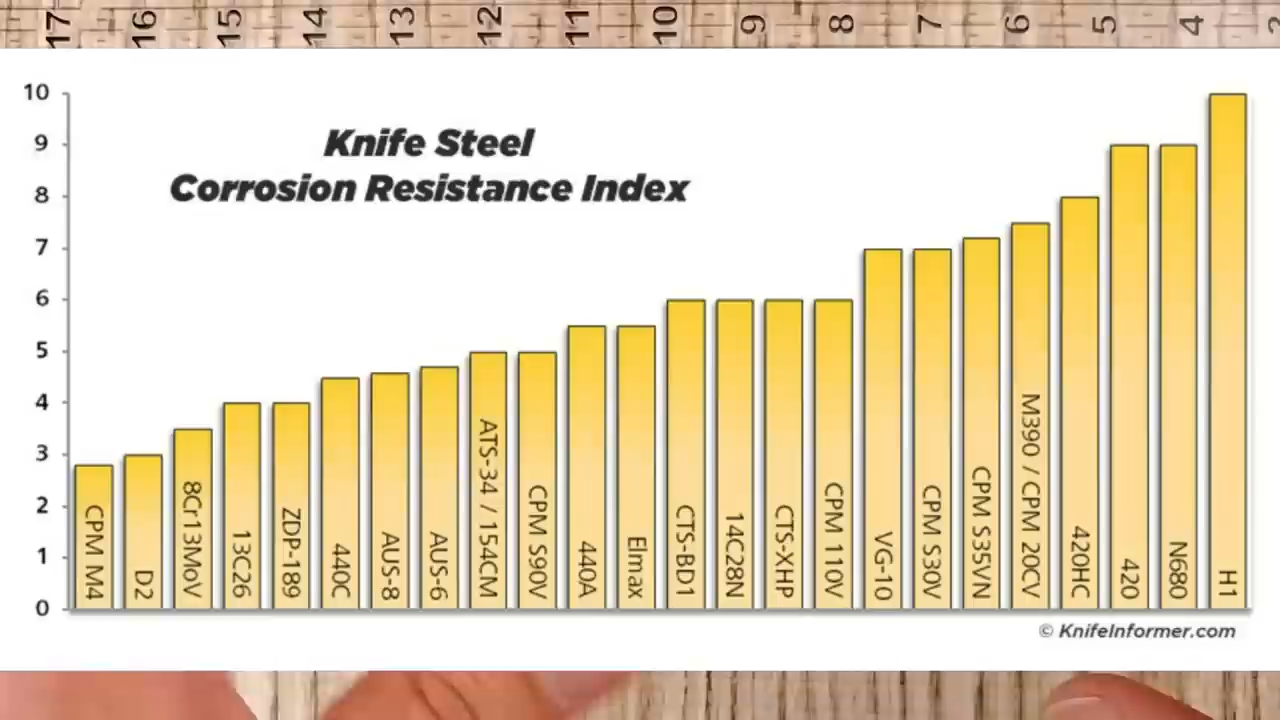 17 16 15 14 13 12 11 10 9 8 7 6 5 4
Knife Steel
Corrosion Resistance Index
10
9
8
7
6
5
4
3
2
1
0
CPM M4
D2
8Cr13MoV
13C26
ZDP-189
440C
AUS-8
AUS-6
ATS-34 / 154CM
CPM S90V
440A
Elmax
CTS-BD1
14C28N
CTS-XHP
CPM 110V
VG-10
CPM S30V
CPM S35VN
M390 / CPM 20CV
420HC
420
N680
H1
© KnifeInformer.com